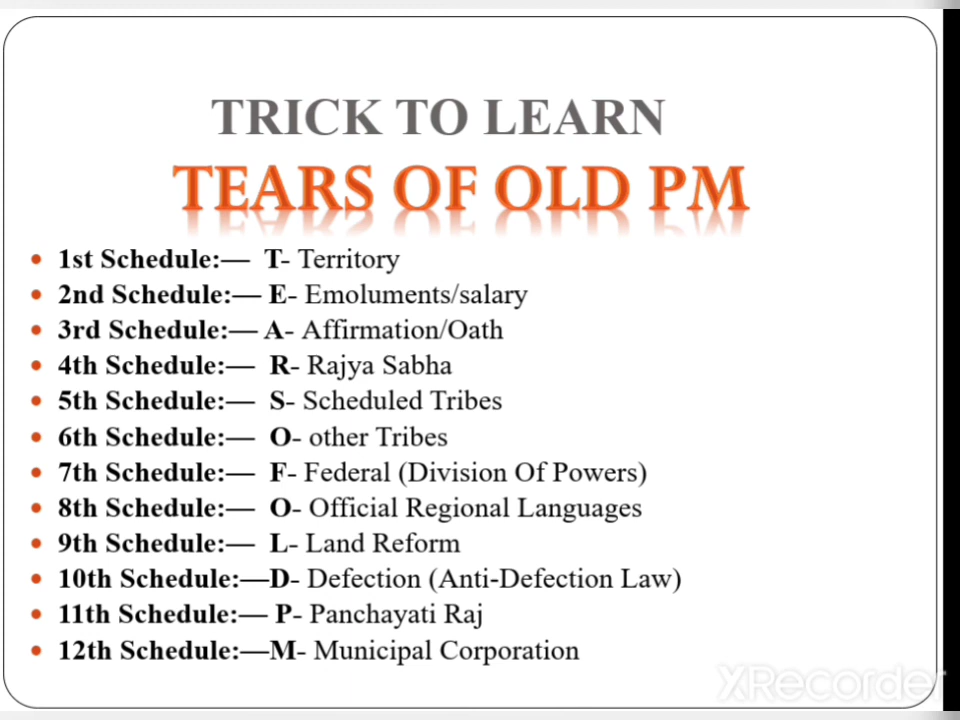 TRICK TO LEARN
TEARS OF OLD PM
• 1st Schedule:— T- Territory
• 2nd Schedule:— E- Emoluments/salary
• 3rd Schedule:— A- Affirmation/Oath
• 4th Schedule:— R- Rajya Sabha
• 5th Schedule:— S- Scheduled Tribes
• 6th Schedule:— O- other Tribes
• 7th Schedule:— F- Federal (Division Of Powers)
• 8th Schedule:— O- Official Regional Languages
• 9th Schedule:— L- Land Reform
• 10th Schedule:—D- Defection (Anti-Defection Law)
• 11th Schedule:— P- Panchayati Raj
• 12th Schedule:—M- Municipal Corporation
XRecorder